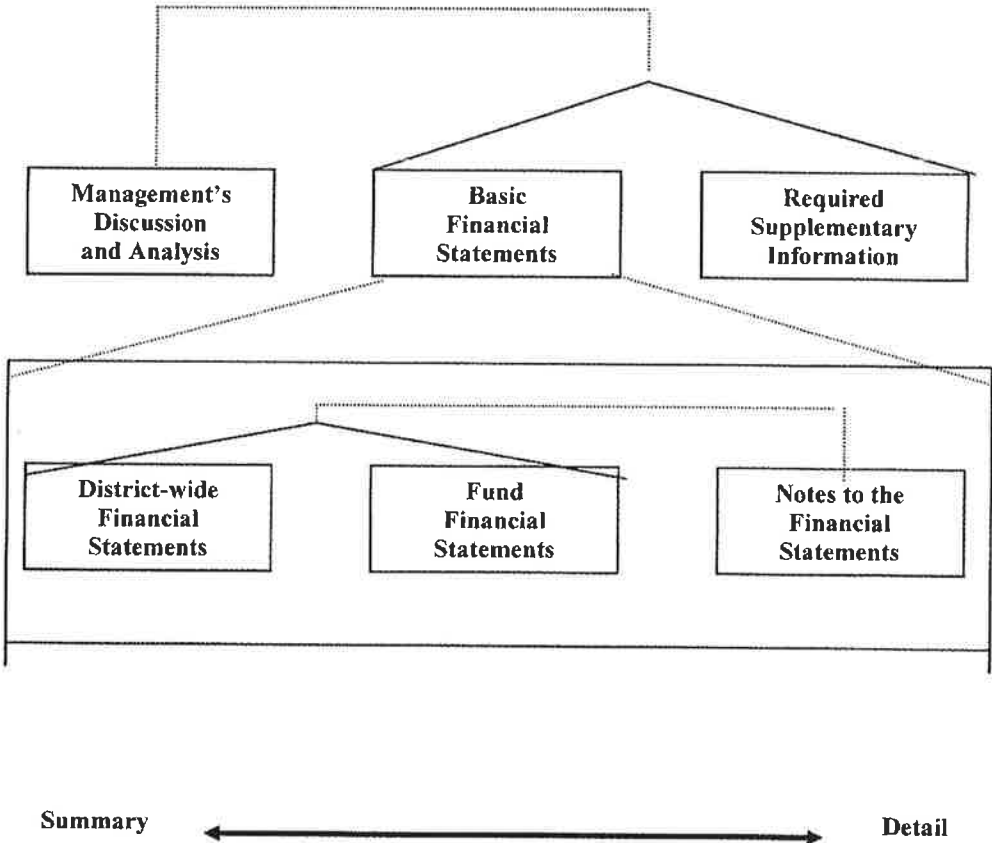 Management's
Discussion
and Analysis
Basic
Financial
Statements
Required
Supplementary
Information
District-wide
Financial
Statements
Fund
Financial
Statements
Notes to the
Financial
Statements
Summary
Detail